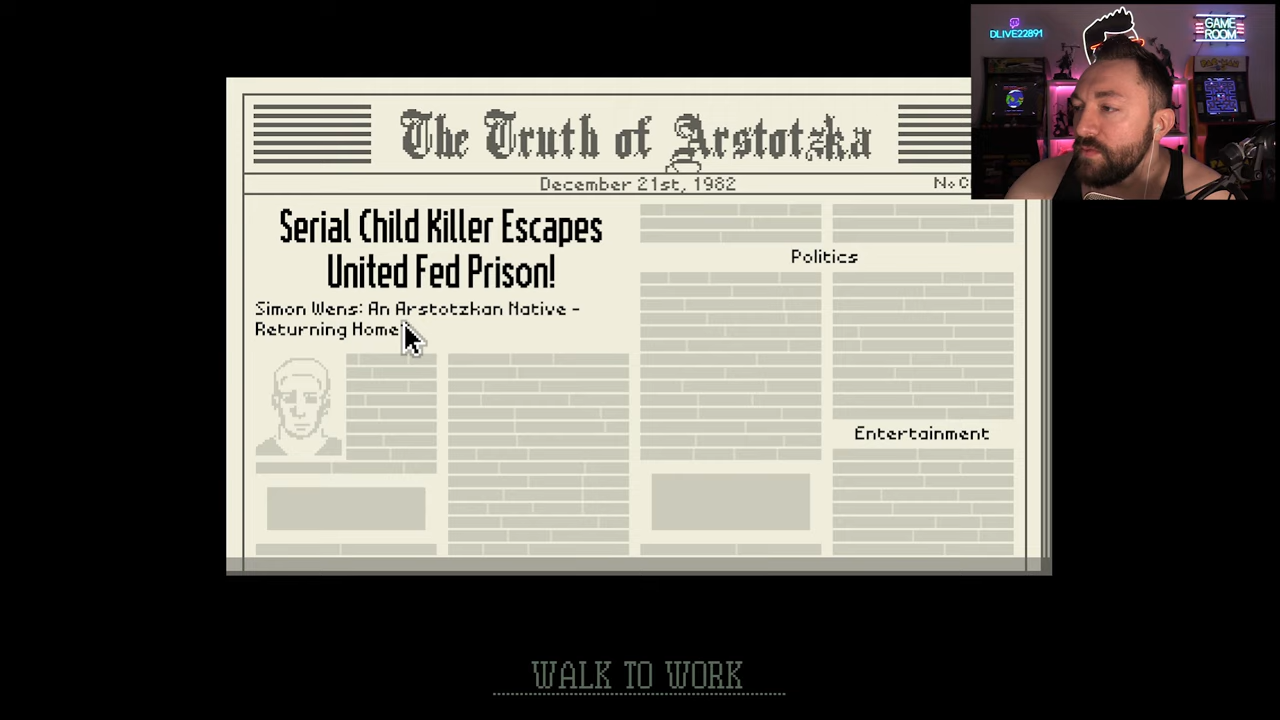 DLIVE22891
GAME
ROOM
The Truth of Arstotzka
December 21st, 1982
Serial Child Killer Escapes
United Fed Prison!
Simon Wens: An Arstotzkan Native -
Returning Home
Politics
Entertainment
WALK TO WORK